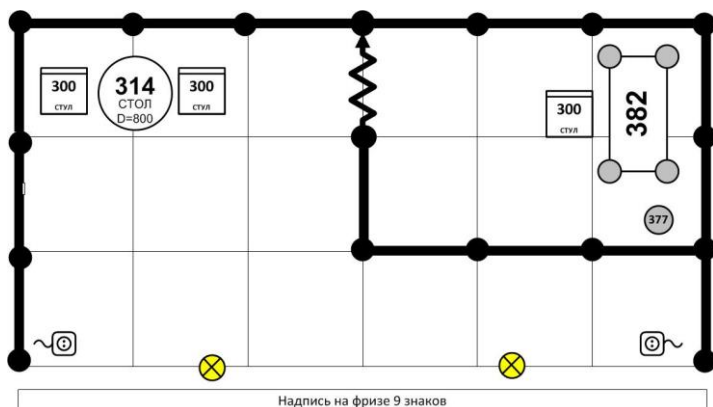 300
СТУЛ
314
СТОЛ
D=800
300
СТУЛ
300
СТУЛ
382
377
Надпись на фризе 9 знаков